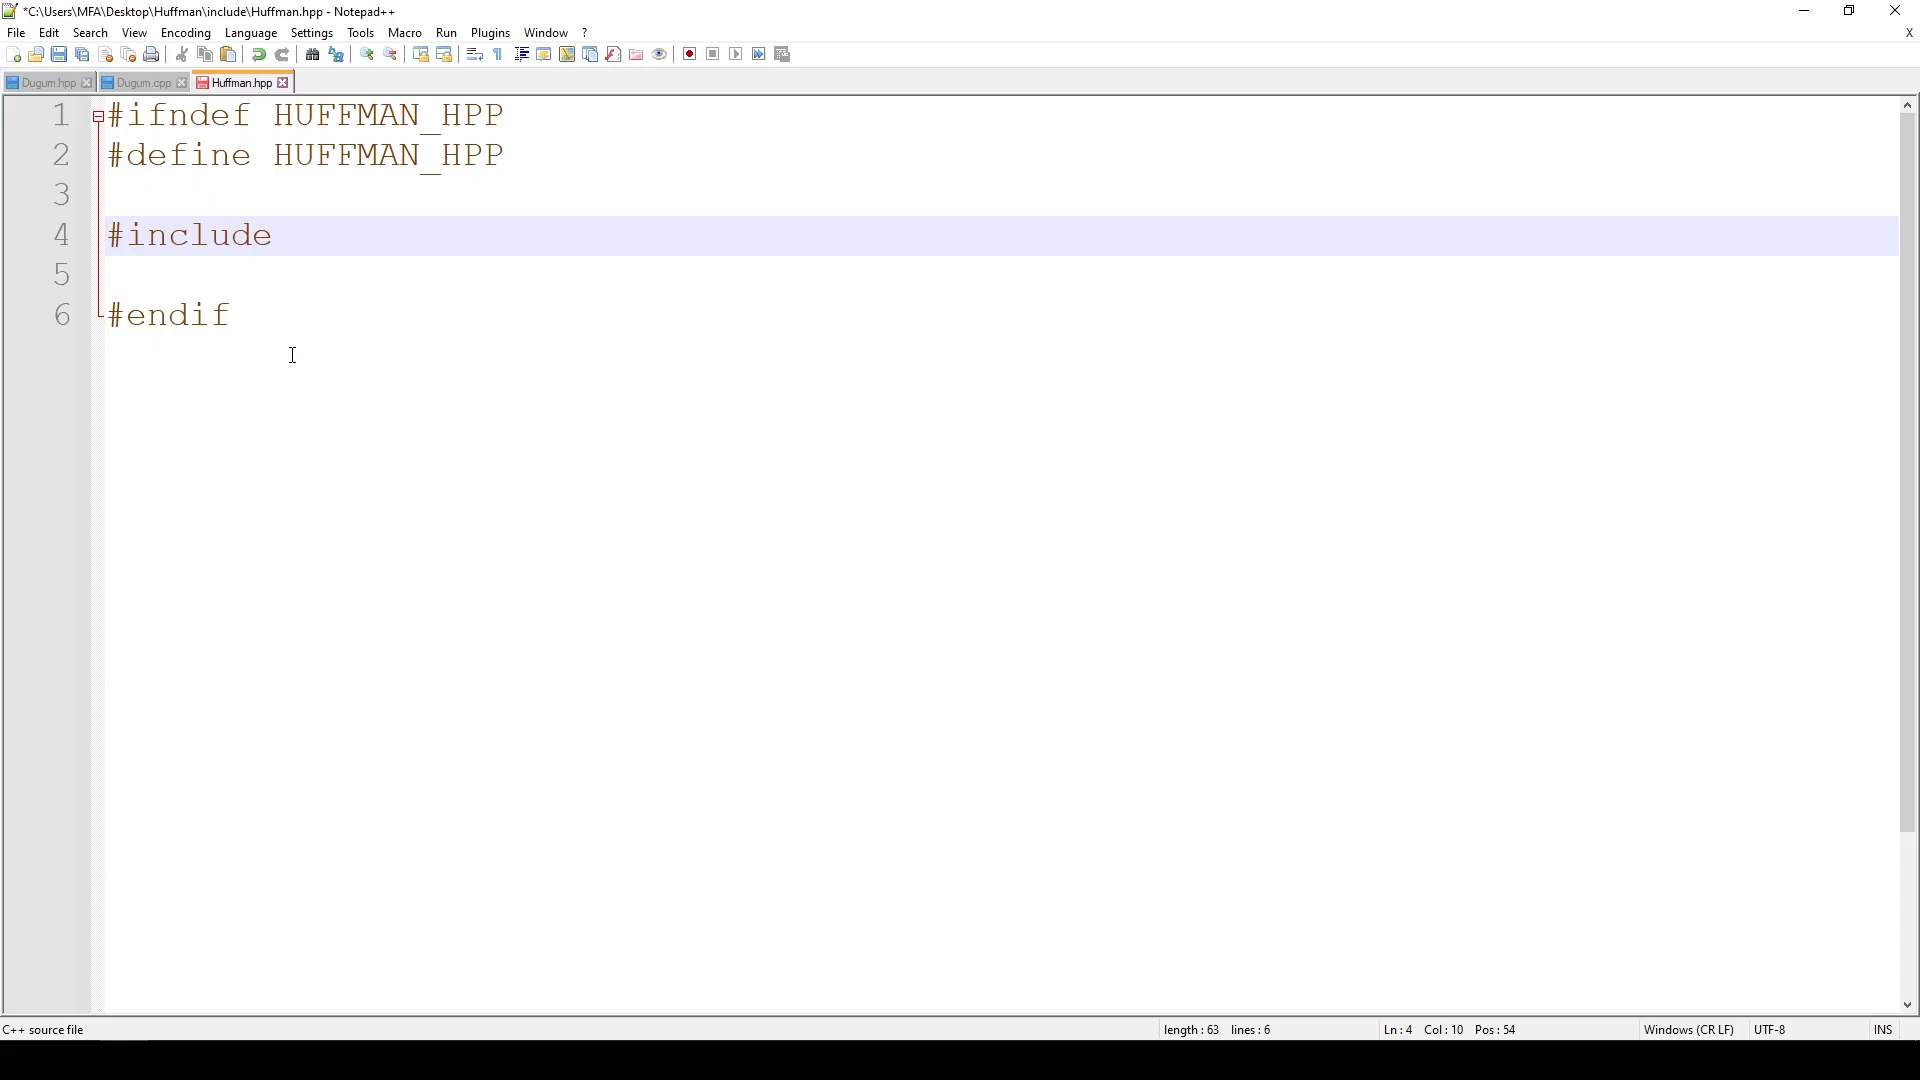 *C:\Users\MFA\Desktop\Huffman\include\Huffman.hpp - Notepad++
File Edit Search View Encoding Language Settings Tools Macro Run Plugins Window ? X
Dugum.hpp Dugum.cpp Huffman.hpp
1 #ifndef HUFFMAN_HPP
2 #define HUFFMAN_HPP
3
4 #include
5
6 #endif
C++ source file length : 63 lines : 6 Ln : 4 Col : 10 Pos : 54 Windows (CR LF) UTF-8 INS